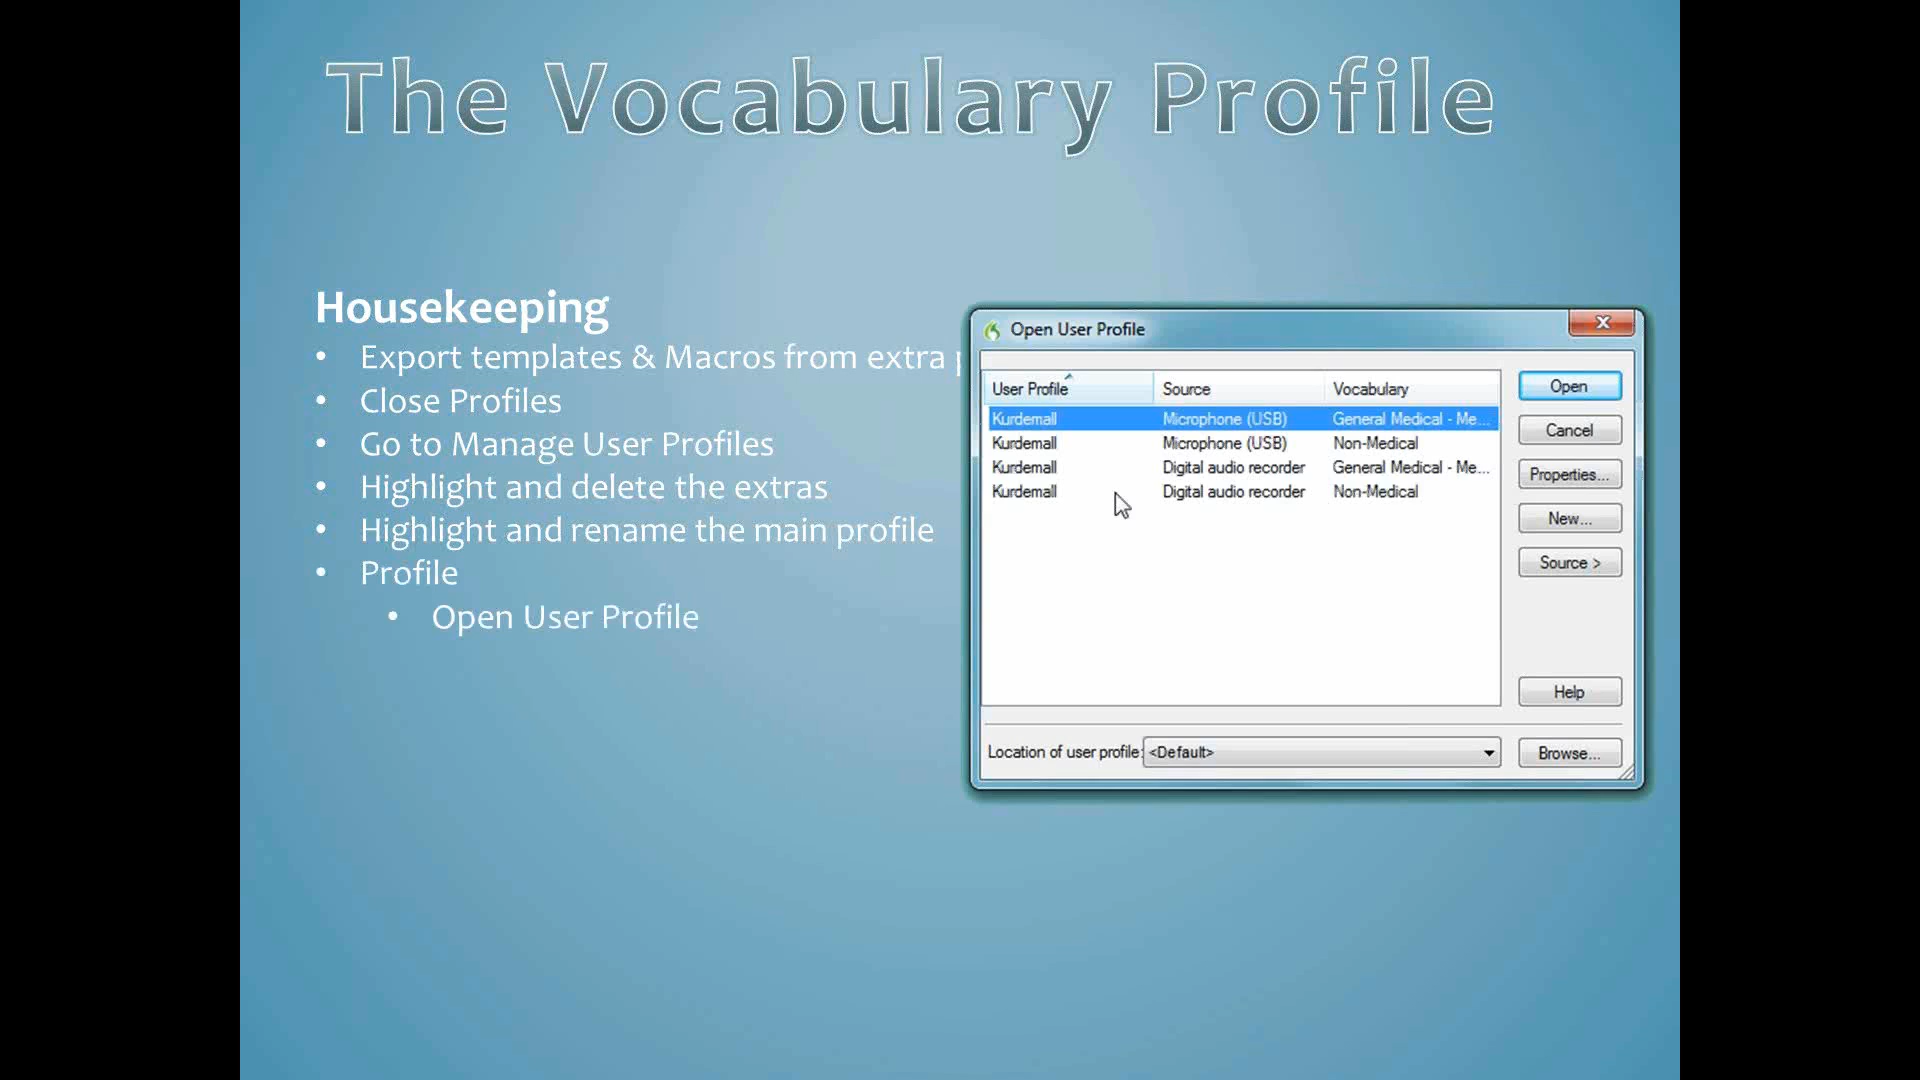 The Vocabulary Profile
Housekeeping
• Export templates & Macros from extra
• Close Profiles
• Go to Manage User Profiles
• Highlight and delete the extras
• Highlight and rename the main profile
• Profile
• Open User Profile
Open User Profile
User Profile Source Vocabulary
Kurdemall Microphone (USB) General Medical - Me...
Kurdemall Microphone (USB) Non-Medical
Kurdemall Digital audio recorder General Medical - Me...
Kurdemall Digital audio recorder Non-Medical
Open
Cancel
Properties...
New...
Source >
Help
Location of user profile: <Default>
Browse...